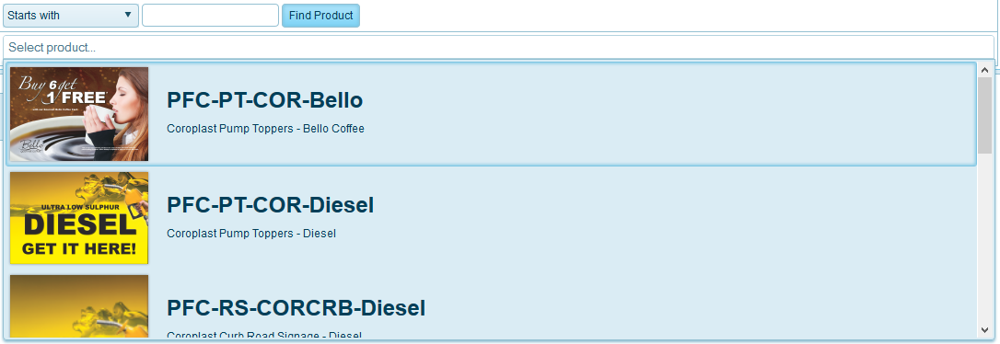 Starts with
Find Product
Select product...
Buy 6 get
1 FREE
Bello
PFC-PT-COR-Bello
Coroplast Pump Toppers - Bello Coffee
ULTRA LOW SULPHUR
DIESEL
GET IT HERE!
PFC-PT-COR-Diesel
Coroplast Pump Toppers - Diesel
PFC-RS-CORCRB-Diesel
Coroplast Curb Road Signage - Diesel